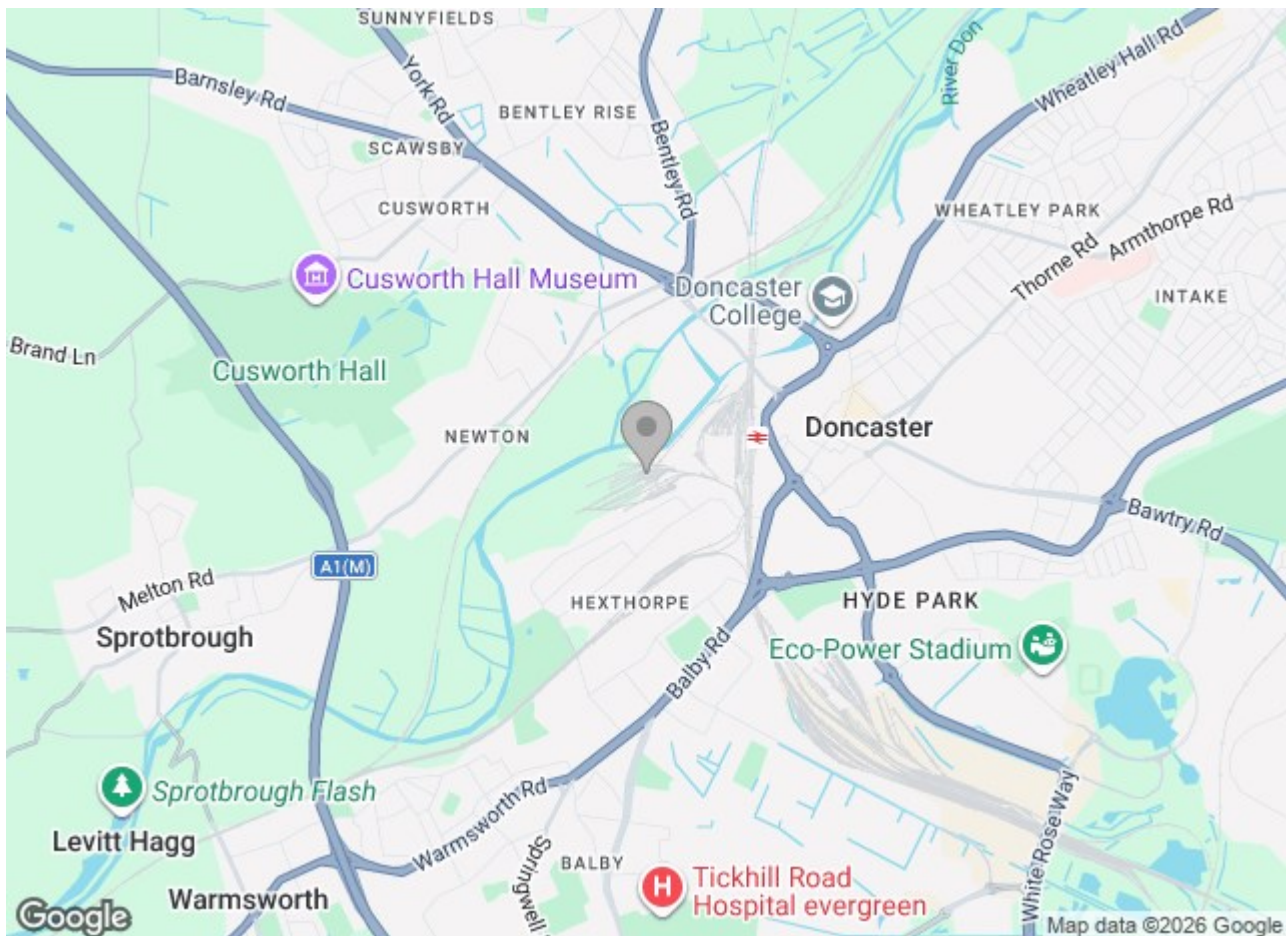 SUNNYFIELDS
Barnsley Rd
York Rd
BENTLEY RISE
SCAWSBY
Bentley Rd
River Don
Wheatley Hall Rd
CUSWORTH
WHEATLEY PARK
Armthorpe Rd
Thorne Rd
Cusworth Hall Museum
Doncaster
College
INTAKE
Brand Ln
Cusworth Hall
NEWTON
Doncaster
Bawtry Rd
A1(M)
Melton Rd
HEXTHORPE
HYDE PARK
Sprotbrough
Eco-Power Stadium
Balby Rd
Sprotbrough Flash
Levitt Hagg
Warmsworth Rd
White Rose Way
Springwell
BALBY
Tickhill Road
Hospital evergreen
H
Warmsworth
Google
Map data ©2026 Google